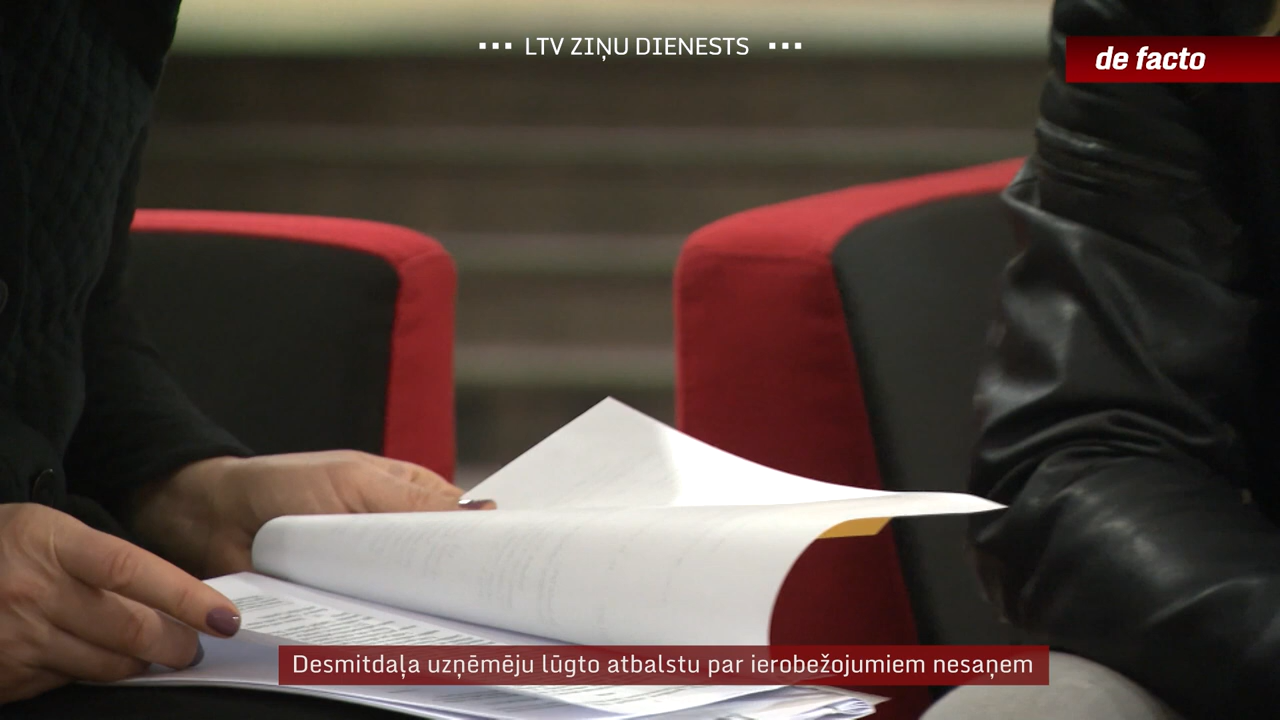 LTV ZIŅU DIENESTS
de facto
Desmitdaļa uzņēmēju lūgto atbalstu par ierobežojumiem nesaņem